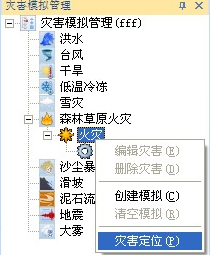 灾害模拟管理
灾害模拟管理(fff)
洪水
台风
干旱
低温冷冻
雪灾
森林草原火灾
火灾
编辑灾害(E)
沙尘暴
删除灾害(D)
滑坡
创建模拟(C)
泥石流
清空模拟(R)
地震
大雾
灾害定位(P)